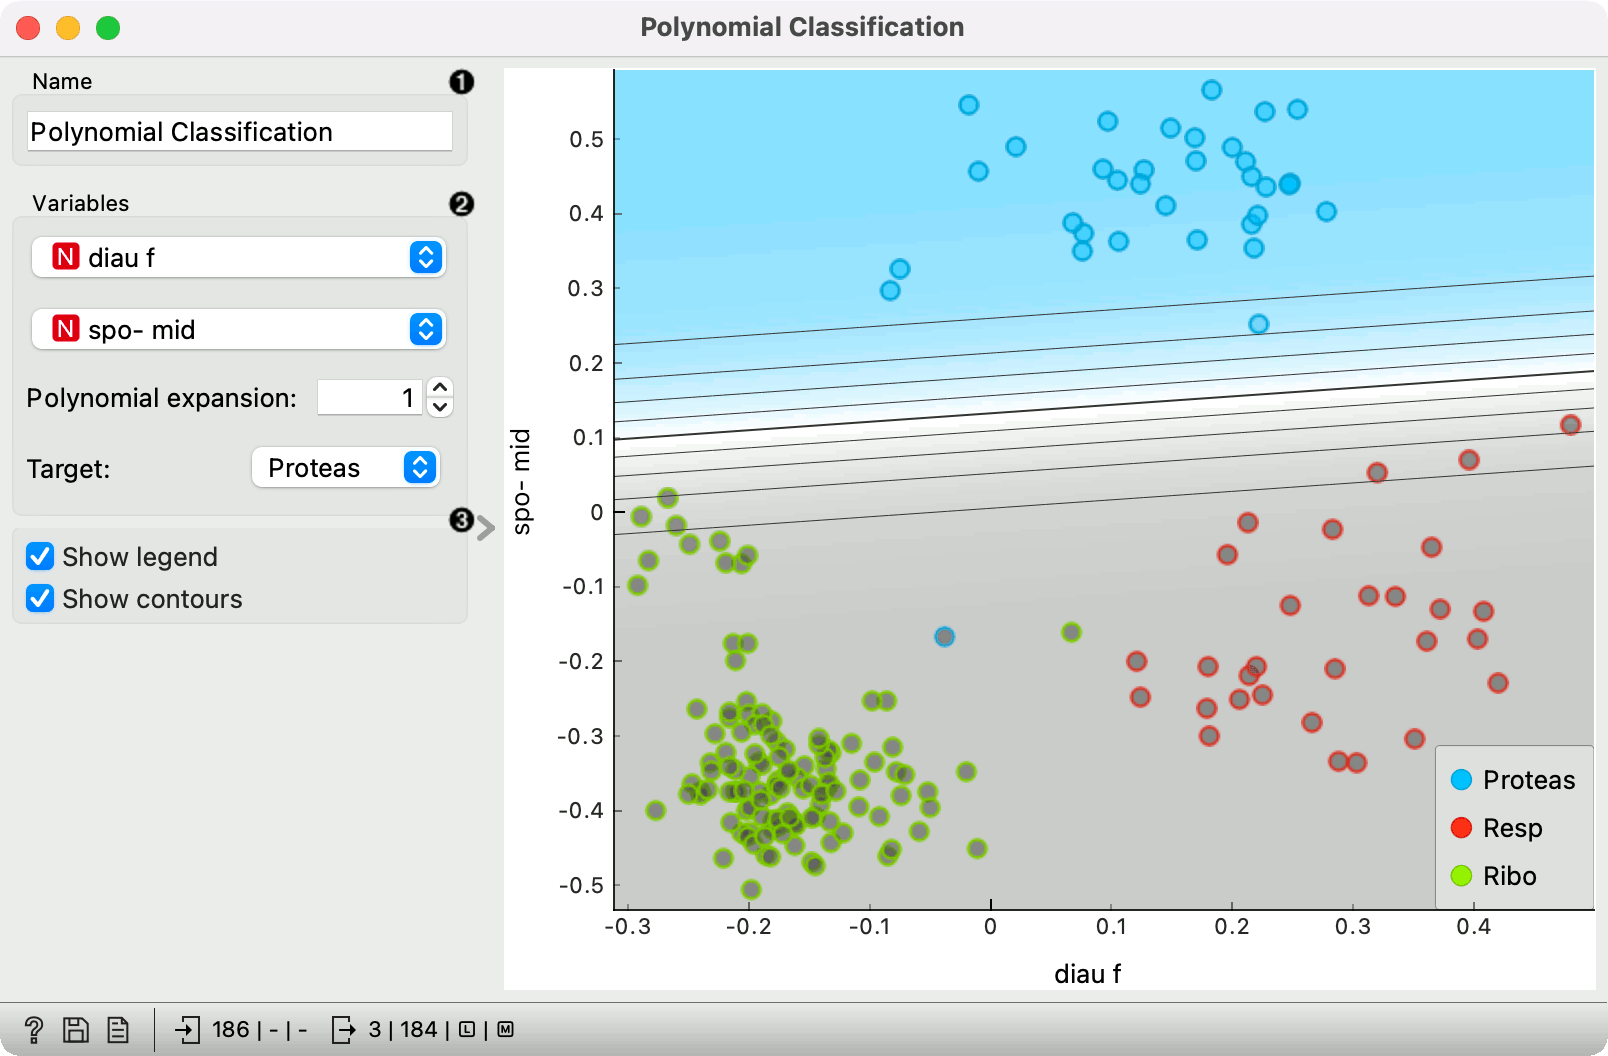 Polynomial Classification
Name
1
Polynomial Classification
Variables
2
N diau f
N spo- mid
Polynomial expansion: 1
Target: Proteas
3
Show legend
Show contours
0.5
0.4
0.3
0.2
0.1
0
-0.1
-0.2
-0.3
-0.4
-0.5
spo- mid
-0.3 -0.2 -0.1 0 0.1 0.2 0.3 0.4
diau f
Proteas
Resp
Ribo
? 186 | - | - 3 | 184 | L | M